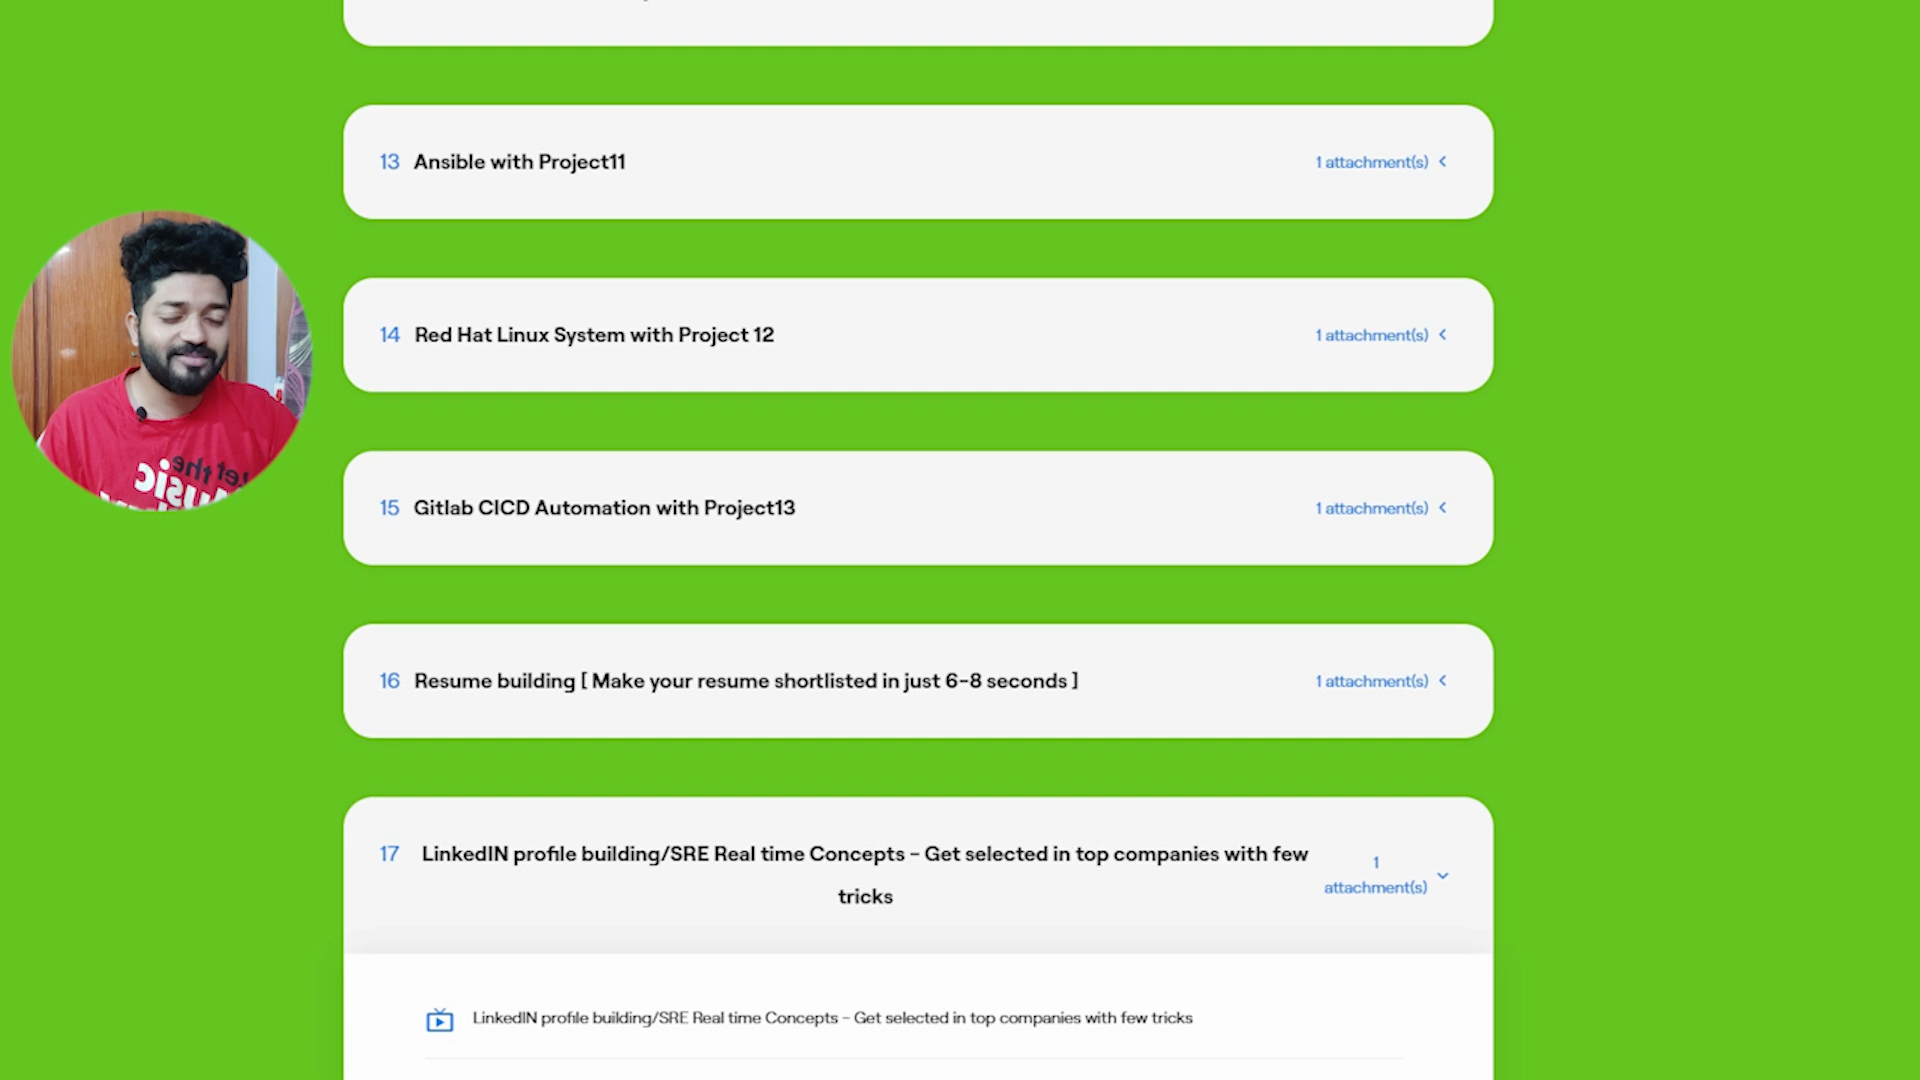 13 Ansible with Project11 1 attachment(s)
14 Red Hat Linux System with Project 12 1 attachment(s)
Let the
Music
15 Gitlab CICD Automation with Project13 1 attachment(s)
16 Resume building [ Make your resume shortlisted in just 6-8 seconds ] 1 attachment(s)
17 LinkedIN profile building/SRE Real time Concepts - Get selected in top companies with few
tricks
1
attachment(s)
LinkedIN profile building/SRE Real time Concepts - Get selected in top companies with few tricks